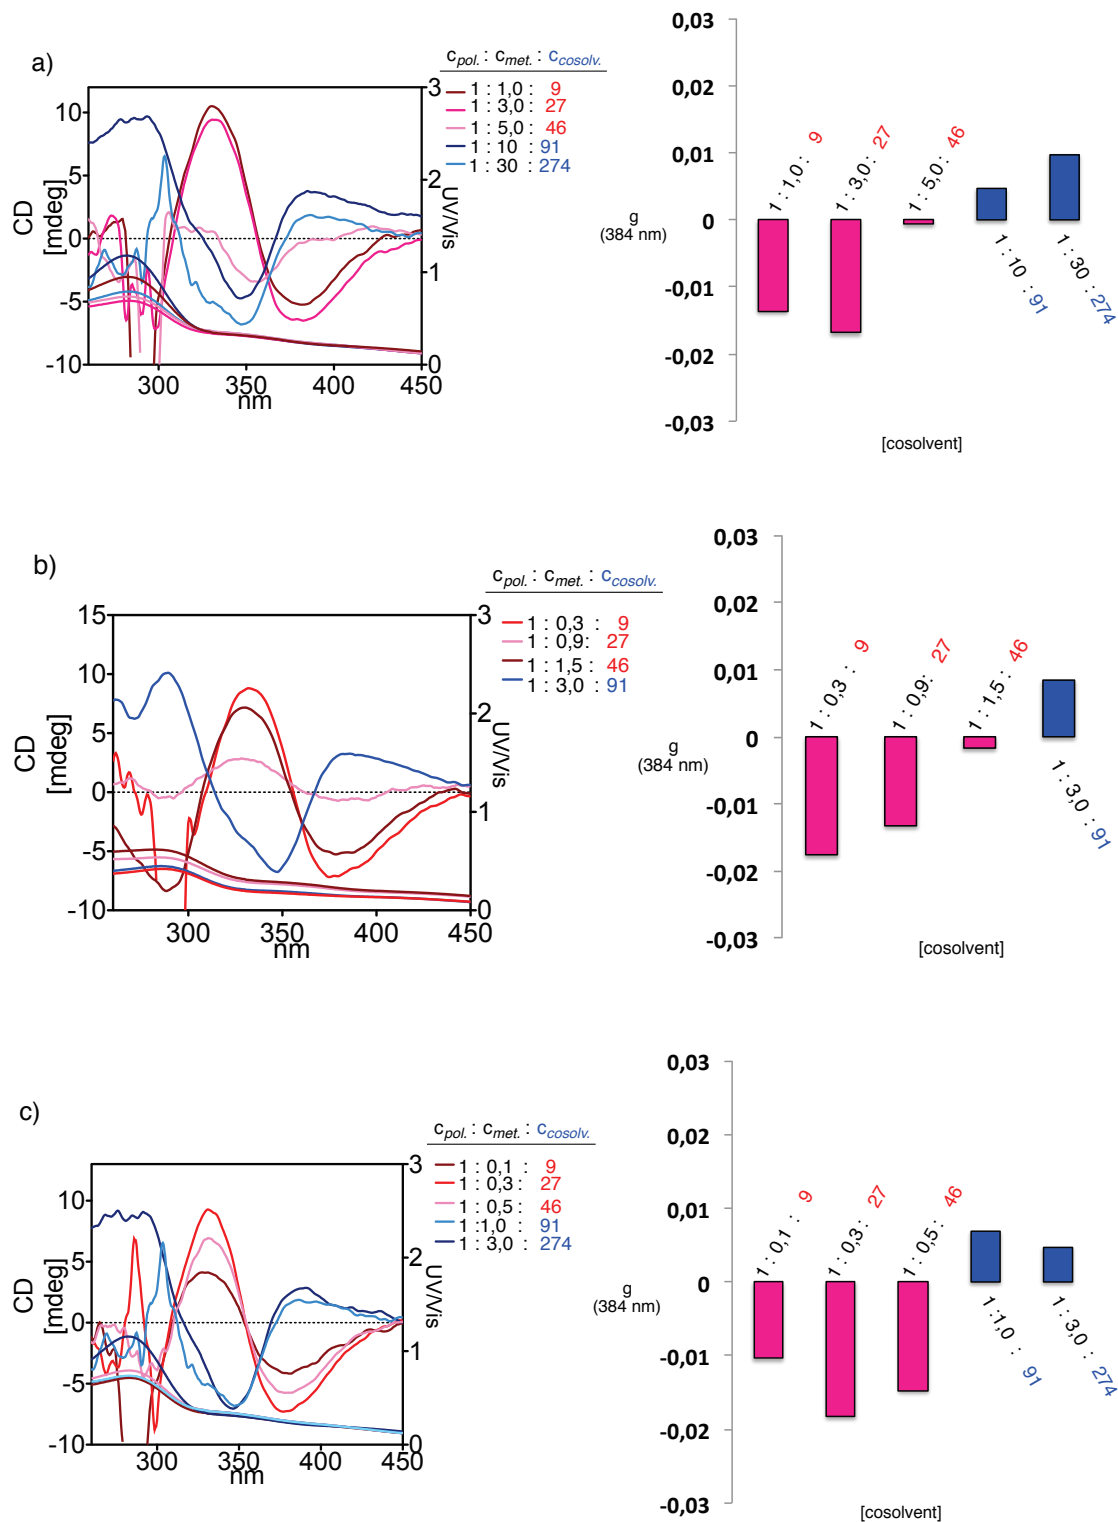 a)
c_pol. : c_met. : c_cosolv.
1 : 1,0 : 9
1 : 3,0 : 27
1 : 5,0 : 46
1 : 10 : 91
1 : 30 : 274
10
5
0
-5
-10
CD
[mdeg]
3
2
1
0
UV/Vis
300
350
400
450
nm
0,03
0,02
0,01
0
-0,01
-0,02
-0,03
g
(384 nm)
1 : 1,0 : 9
1 : 3,0 : 27
1 : 5,0 : 46
1 : 10 : 91
1 : 30 : 274
[cosolvent]
b)
c_pol. : c_met. : c_cosolv.
1 : 0,3 : 9
1 : 0,9: 27
1 : 1,5 : 46
1 : 3,0 : 91
15
10
5
0
-5
-10
CD
[mdeg]
3
2
1
0
UV/Vis
300
350
400
450
nm
0,03
0,02
0,01
0
-0,01
-0,02
-0,03
g
(384 nm)
1 : 0,3 : 9
1 : 0,9: 27
1 : 1,5 : 46
1 : 3,0 : 91
[cosolvent]
c)
c_pol. : c_met. : c_cosolv.
1 : 0,1 : 9
1 : 0,3 : 27
1 : 0,5 : 46
1 :1,0 : 91
1 : 3,0 : 274
10
5
0
-5
-10
CD
[mdeg]
3
2
1
0
UV/Vis
300
350
400
450
nm
0,03
0,02
0,01
0
-0,01
-0,02
-0,03
g
(384 nm)
1 : 0,1 : 9
1 : 0,3 : 27
1 : 0,5 : 46
1 :1,0 : 91
1 : 3,0 : 274
[cosolvent]